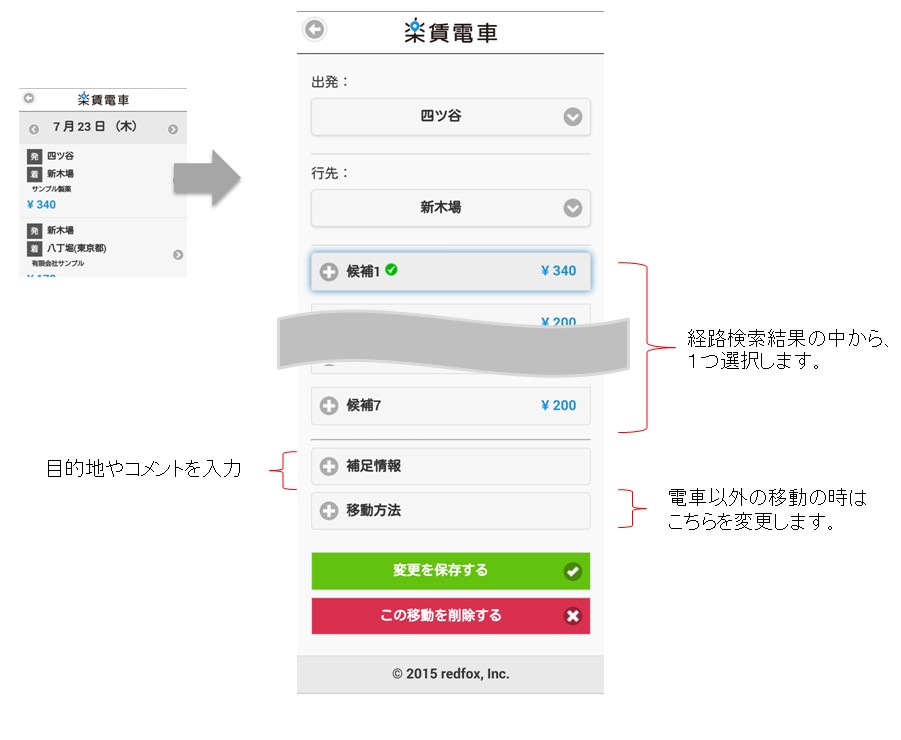 楽賃電車
7月23日（木）
発 四ツ谷
着 新木場
サンプル製薬
¥ 340
発 新木場
着 八丁堀(東京都)
有限会社サンプル
楽賃電車
出発：
四ツ谷
行先：
新木場
候補1 ¥ 340
¥ 200
候補7 ¥ 200
補足情報
移動方法
変更を保存する
この移動を削除する
© 2015 redfox, Inc.
経路検索結果の中から、
１つ選択します。
目的地やコメントを入力
電車以外の移動の時は
こちらを変更します。